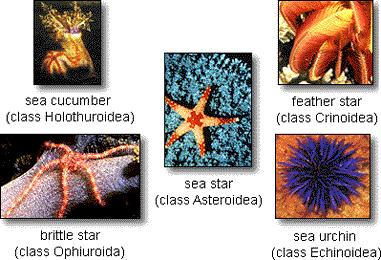 sea cucumber
(class Holothuroidea)
feather star
(class Crinoidea)
sea star
(class Asteroidea)
brittle star
(class Ophiuroida)
sea urchin
(class Echinoidea)